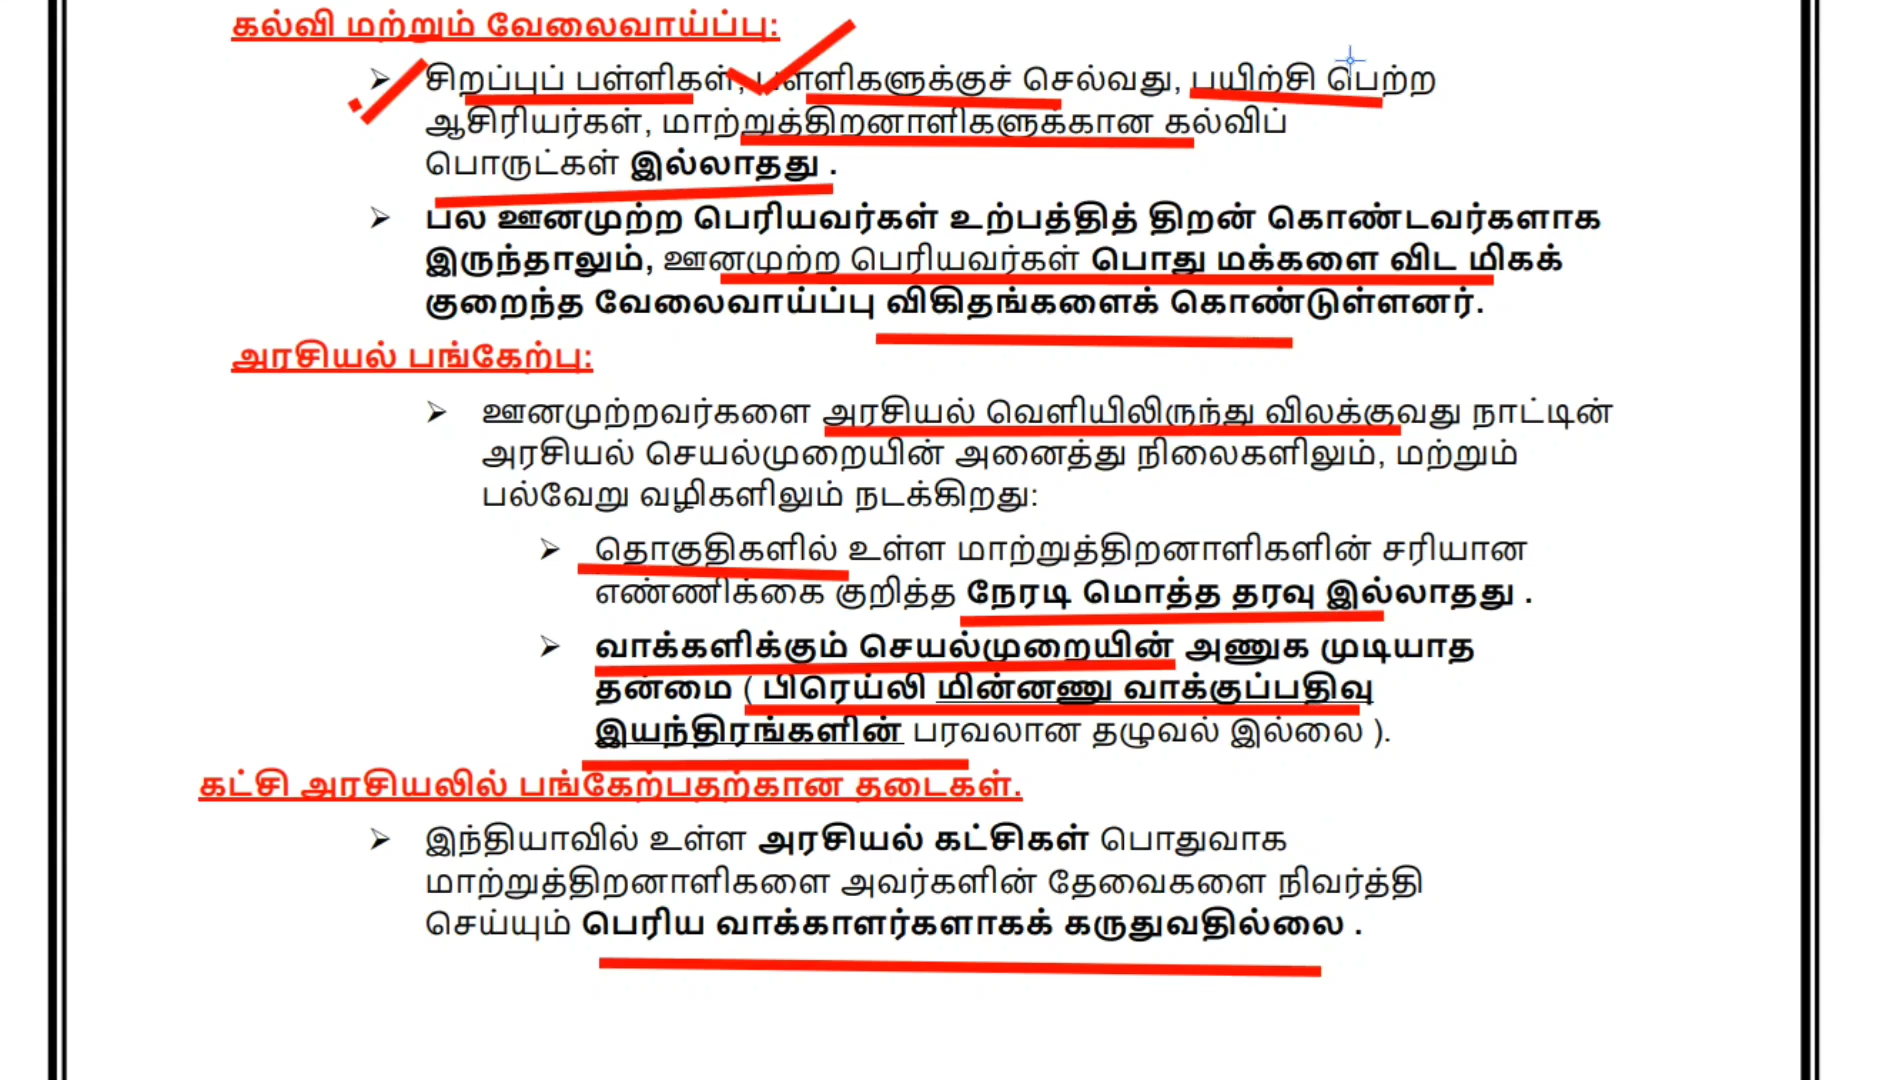 கல்வி மற்றும் வேலைவாய்ப்பு:
சிறப்புப் பள்ளிகள், பள்ளிகளுக்குச் செல்வது, பயிற்சி பெற்ற
ஆசிரியர்கள், மாற்றுத்திறனாளிகளுக்கான கல்விப்
பொருட்கள் இல்லாதது .
பல ஊனமுற்ற பெரியவர்கள் உற்பத்தித் திறன் கொண்டவர்களாக
இருந்தாலும், ஊனமுற்ற பெரியவர்கள் பொது மக்களை விட மிகக்
குறைந்த வேலைவாய்ப்பு விகிதங்களைக் கொண்டுள்ளனர்.
அரசியல் பங்கேற்பு:
ஊனமுற்றவர்களை அரசியல் வெளியிலிருந்து விலக்குவது நாட்டின்
அரசியல் செயல்முறையின் அனைத்து நிலைகளிலும், மற்றும்
பல்வேறு வழிகளிலும் நடக்கிறது:
தொகுதிகளில் உள்ள மாற்றுத்திறனாளிகளின் சரியான
எண்ணிக்கை குறித்த நேரடி மொத்த தரவு இல்லாதது .
வாக்களிக்கும் செயல்முறையின் அணுக முடியாத
தன்மை ( பிரெய்லி மின்னணு வாக்குப்பதிவு
இயந்திரங்களின் பரவலான தழுவல் இல்லை ).
கட்சி அரசியலில் பங்கேற்பதற்கான தடைகள்.
இந்தியாவில் உள்ள அரசியல் கட்சிகள் பொதுவாக
மாற்றுத்திறனாளிகளை அவர்களின் தேவைகளை நிவர்த்தி
செய்யும் பெரிய வாக்காளர்களாகக் கருதுவதில்லை .